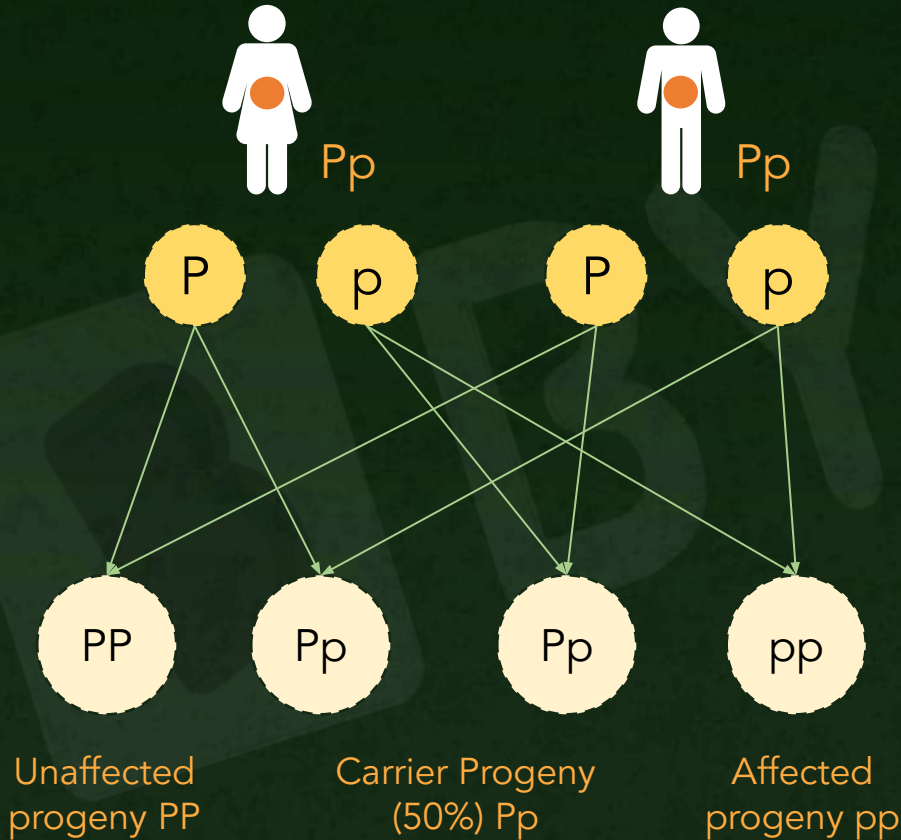 Pp
Pp
P
p
P
p
PP
Pp
Pp
pp
Unaffected
progeny PP
Carrier Progeny
(50%) Pp
Affected
progeny pp